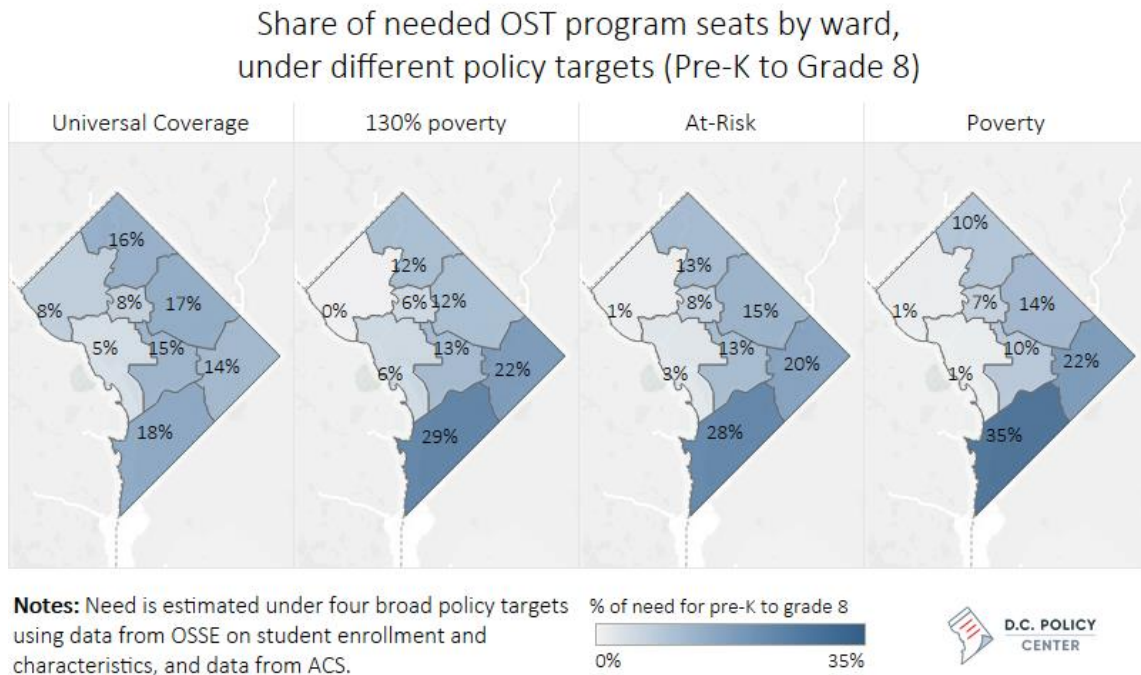 Share of needed OST program seats by ward,
under different policy targets (Pre-K to Grade 8)
Universal Coverage
16%
8%
8%
17%
5%
15%
14%
18%
130% poverty
12%
0%
6%
12%
13%
6%
22%
29%
At-Risk
13%
1%
8%
15%
13%
3%
20%
28%
Poverty
10%
1%
7%
14%
10%
1%
22%
35%
Notes: Need is estimated under four broad policy targets
using data from OSSE on student enrollment and
characteristics, and data from ACS.
% of need for pre-K to grade 8
0%
35%
D.C. POLICY
CENTER